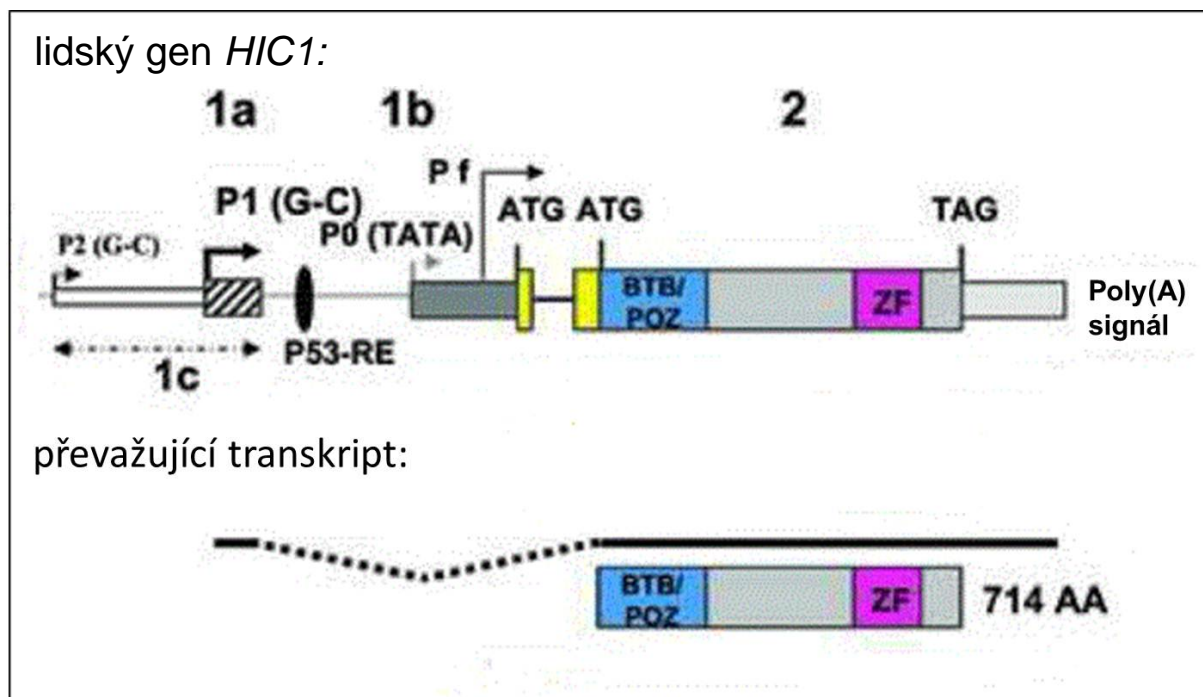 lidský gen HIC1:
1a 1b 2
P f
P1 (G-C)
ATG ATG TAG
P2 (G-C) P0 (TATA)
BTB/
POZ
ZF
Poly(A)
signál
P53-RE
1c
převažující transkript:
BTB/
POZ
ZF
714 AA